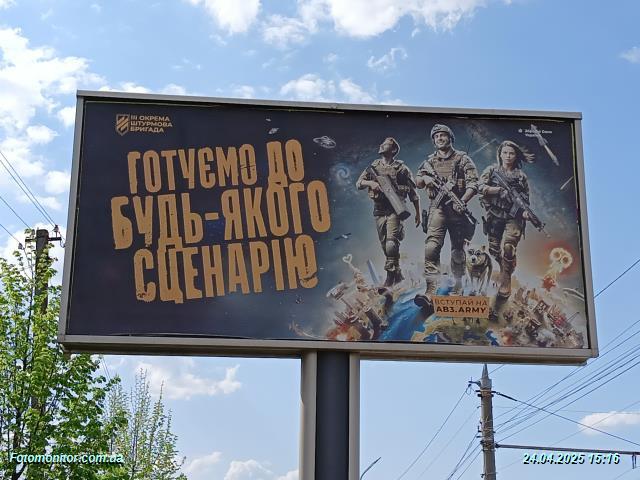 III ОКРЕМА
ШТУРМОВА
БРИГАДА
ГОТУЄМО ДО
БУДЬ-ЯКОГО
СЦЕНАРІЮ
ВСТУПАЙ НА
AB3.ARMY
Fotomonitor.com.ua
24.04.2025 15:16